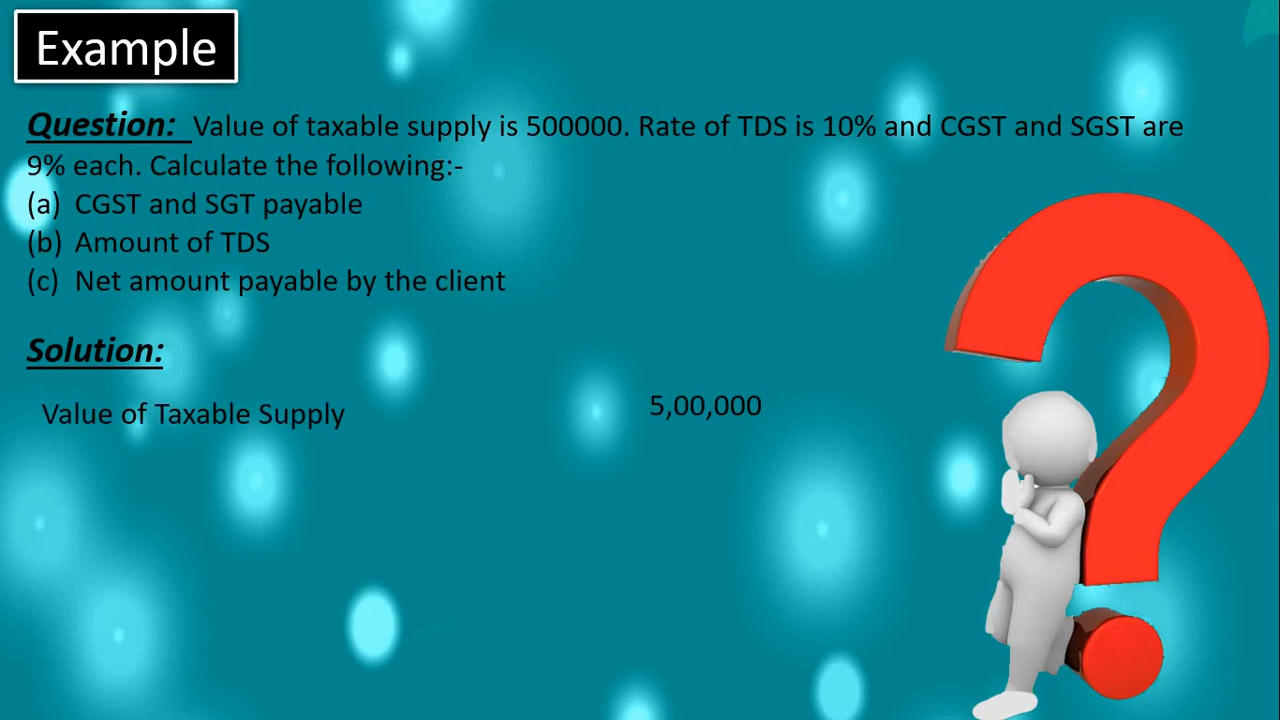 Example
Question: Value of taxable supply is 500000. Rate of TDS is 10% and CGST and SGST are
9% each. Calculate the following:-
(a) CGST and SGT payable
(b) Amount of TDS
(c) Net amount payable by the client
Solution:
Value of Taxable Supply 5,00,000